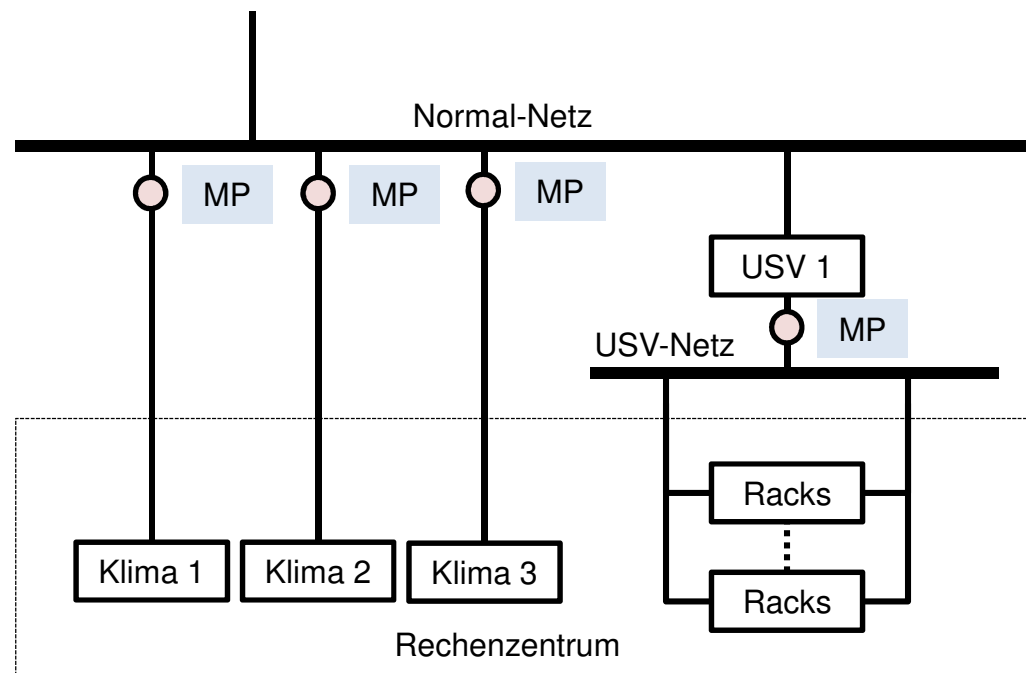 Normal-Netz
MP
MP
MP
USV 1
MP
USV-Netz
Racks
Klima 1
Klima 2
Klima 3
Racks
Rechenzentrum